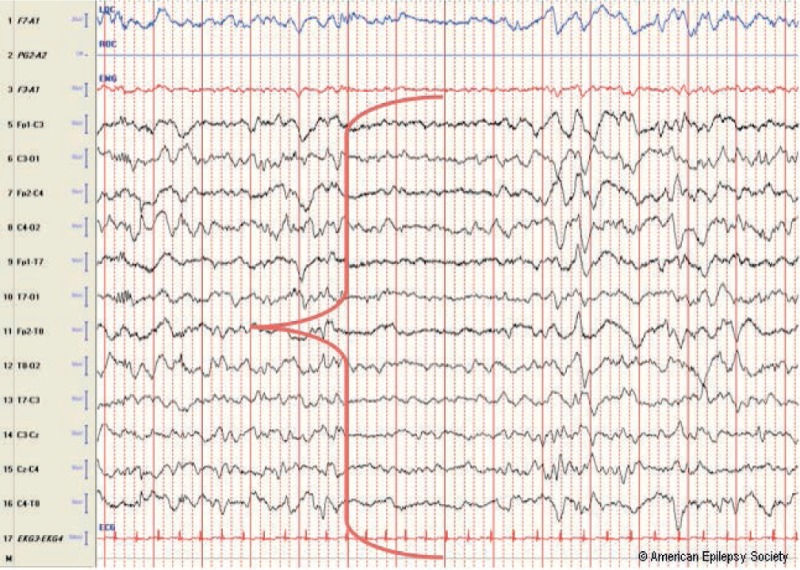 1 F7-A1
LOC
2 PG2-A2
ROC
3 F3-A1
EMG
5 Fp1-C3
6 C3-O1
7 Fp2-C4
8 C4-O2
9 Fp1-T7
10 T7-O1
11 Fp2-T8
12 T8-O2
13 T7-C3
14 C3-Cz
15 Cz-C4
16 C4-T8
ECG
17 EKG3-EKG4
M
© American Epilepsy Society